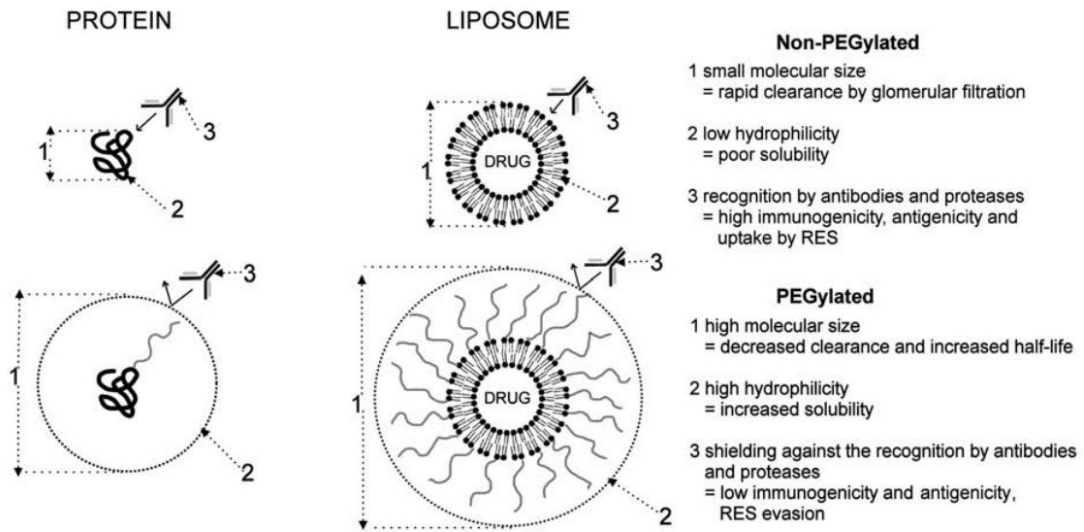 PROTEIN
LIPOSOME
1
2
3
1
DRUG
2
3
1
2
3
1
DRUG
2
3
Non-PEGylated
1 small molecular size
= rapid clearance by glomerular filtration
2 low hydrophilicity
= poor solubility
3 recognition by antibodies and proteases
= high immunogenicity, antigenicity and
uptake by RES
PEGylated
1 high molecular size
= decreased clearance and increased half-life
2 high hydrophilicity
= increased solubility
3 shielding against the recognition by antibodies
and proteases
= low immunogenicity and antigenicity,
RES evasion